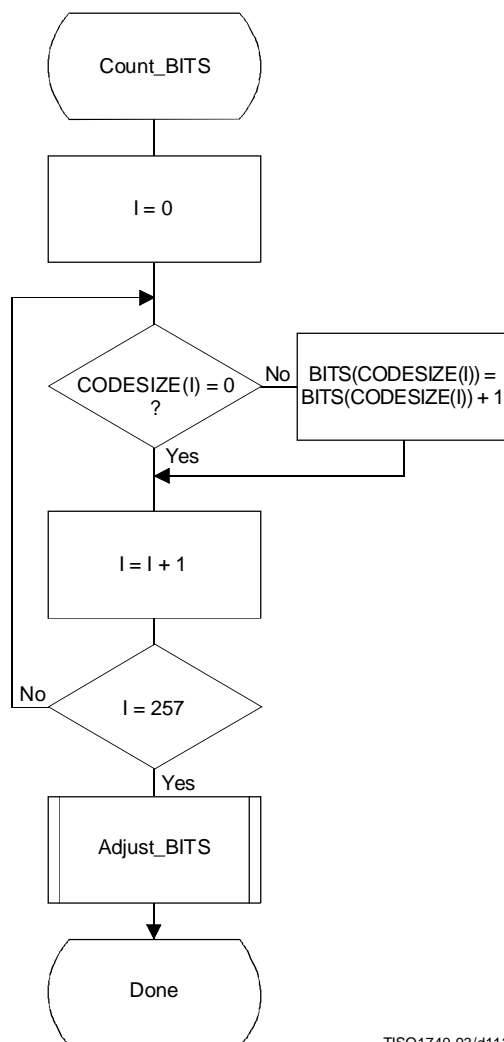 Count_BITS
I = 0
CODESIZE(I) = 0
?
No
BITS(CODESIZE(I)) =
BITS(CODESIZE(I)) + 1
Yes
I = I + 1
No
I = 257
Yes
Adjust_BITS
Done